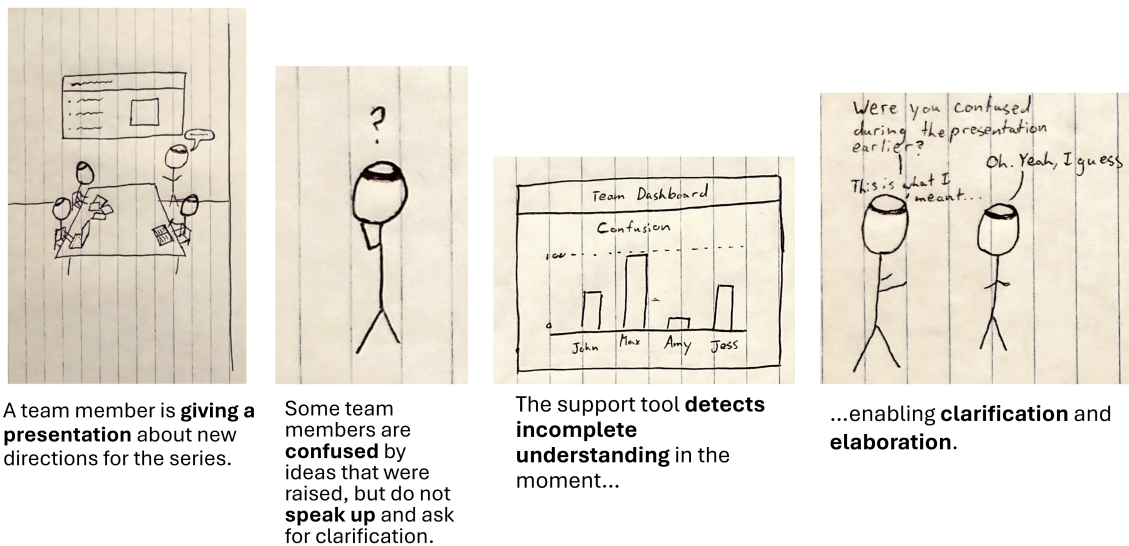 ?
Team Dashboard
Confusion
100
0
John
Max
Amy
Jess
Were you confused
during the presentation
earlier?
This is what I
meant...
Oh. Yeah, I guess
A team member is giving a
presentation about new
directions for the series.
Some team
members are
confused by
ideas that were
raised, but do not
speak up and ask
for clarification.
The support tool detects
incomplete
understanding in the
moment...
...enabling clarification and
elaboration.